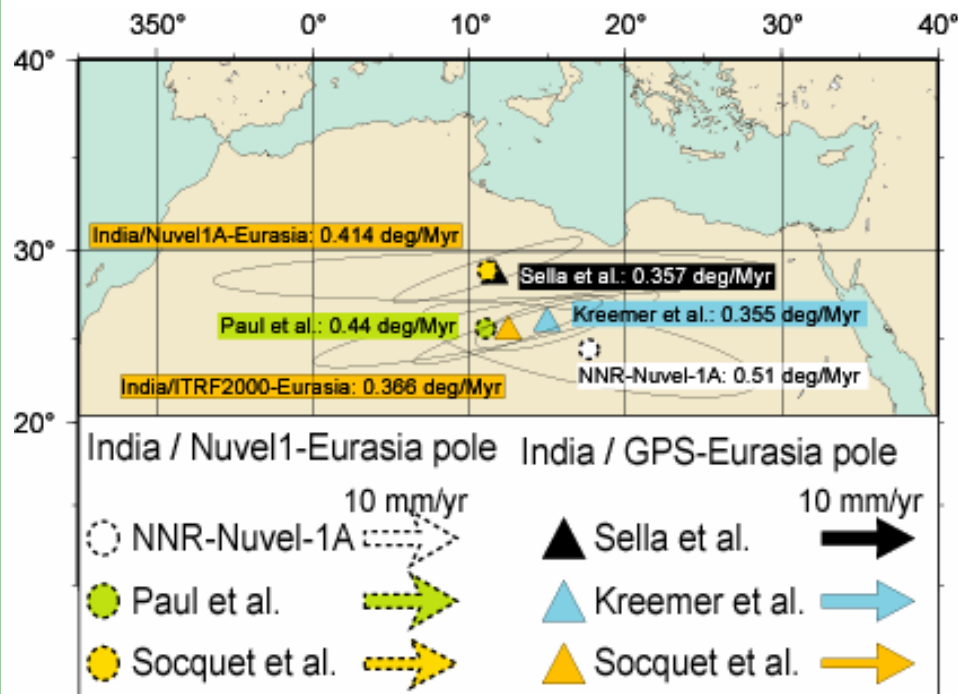 350° 0° 10° 20° 30° 40°
40°
30°
20°
India/Nuvel1A-Eurasia: 0.414 deg/Myr
Sella et al.: 0.357 deg/Myr
Kreemer et al.: 0.355 deg/Myr
Paul et al.: 0.44 deg/Myr
NNR-Nuvel-1A: 0.51 deg/Myr
India/ITRF2000-Eurasia: 0.366 deg/Myr
India / Nuvel1-Eurasia pole
10 mm/yr
NNR-Nuvel-1A
Paul et al.
Socquet et al.
India / GPS-Eurasia pole
10 mm/yr
Sella et al.
Kreemer et al.
Socquet et al.